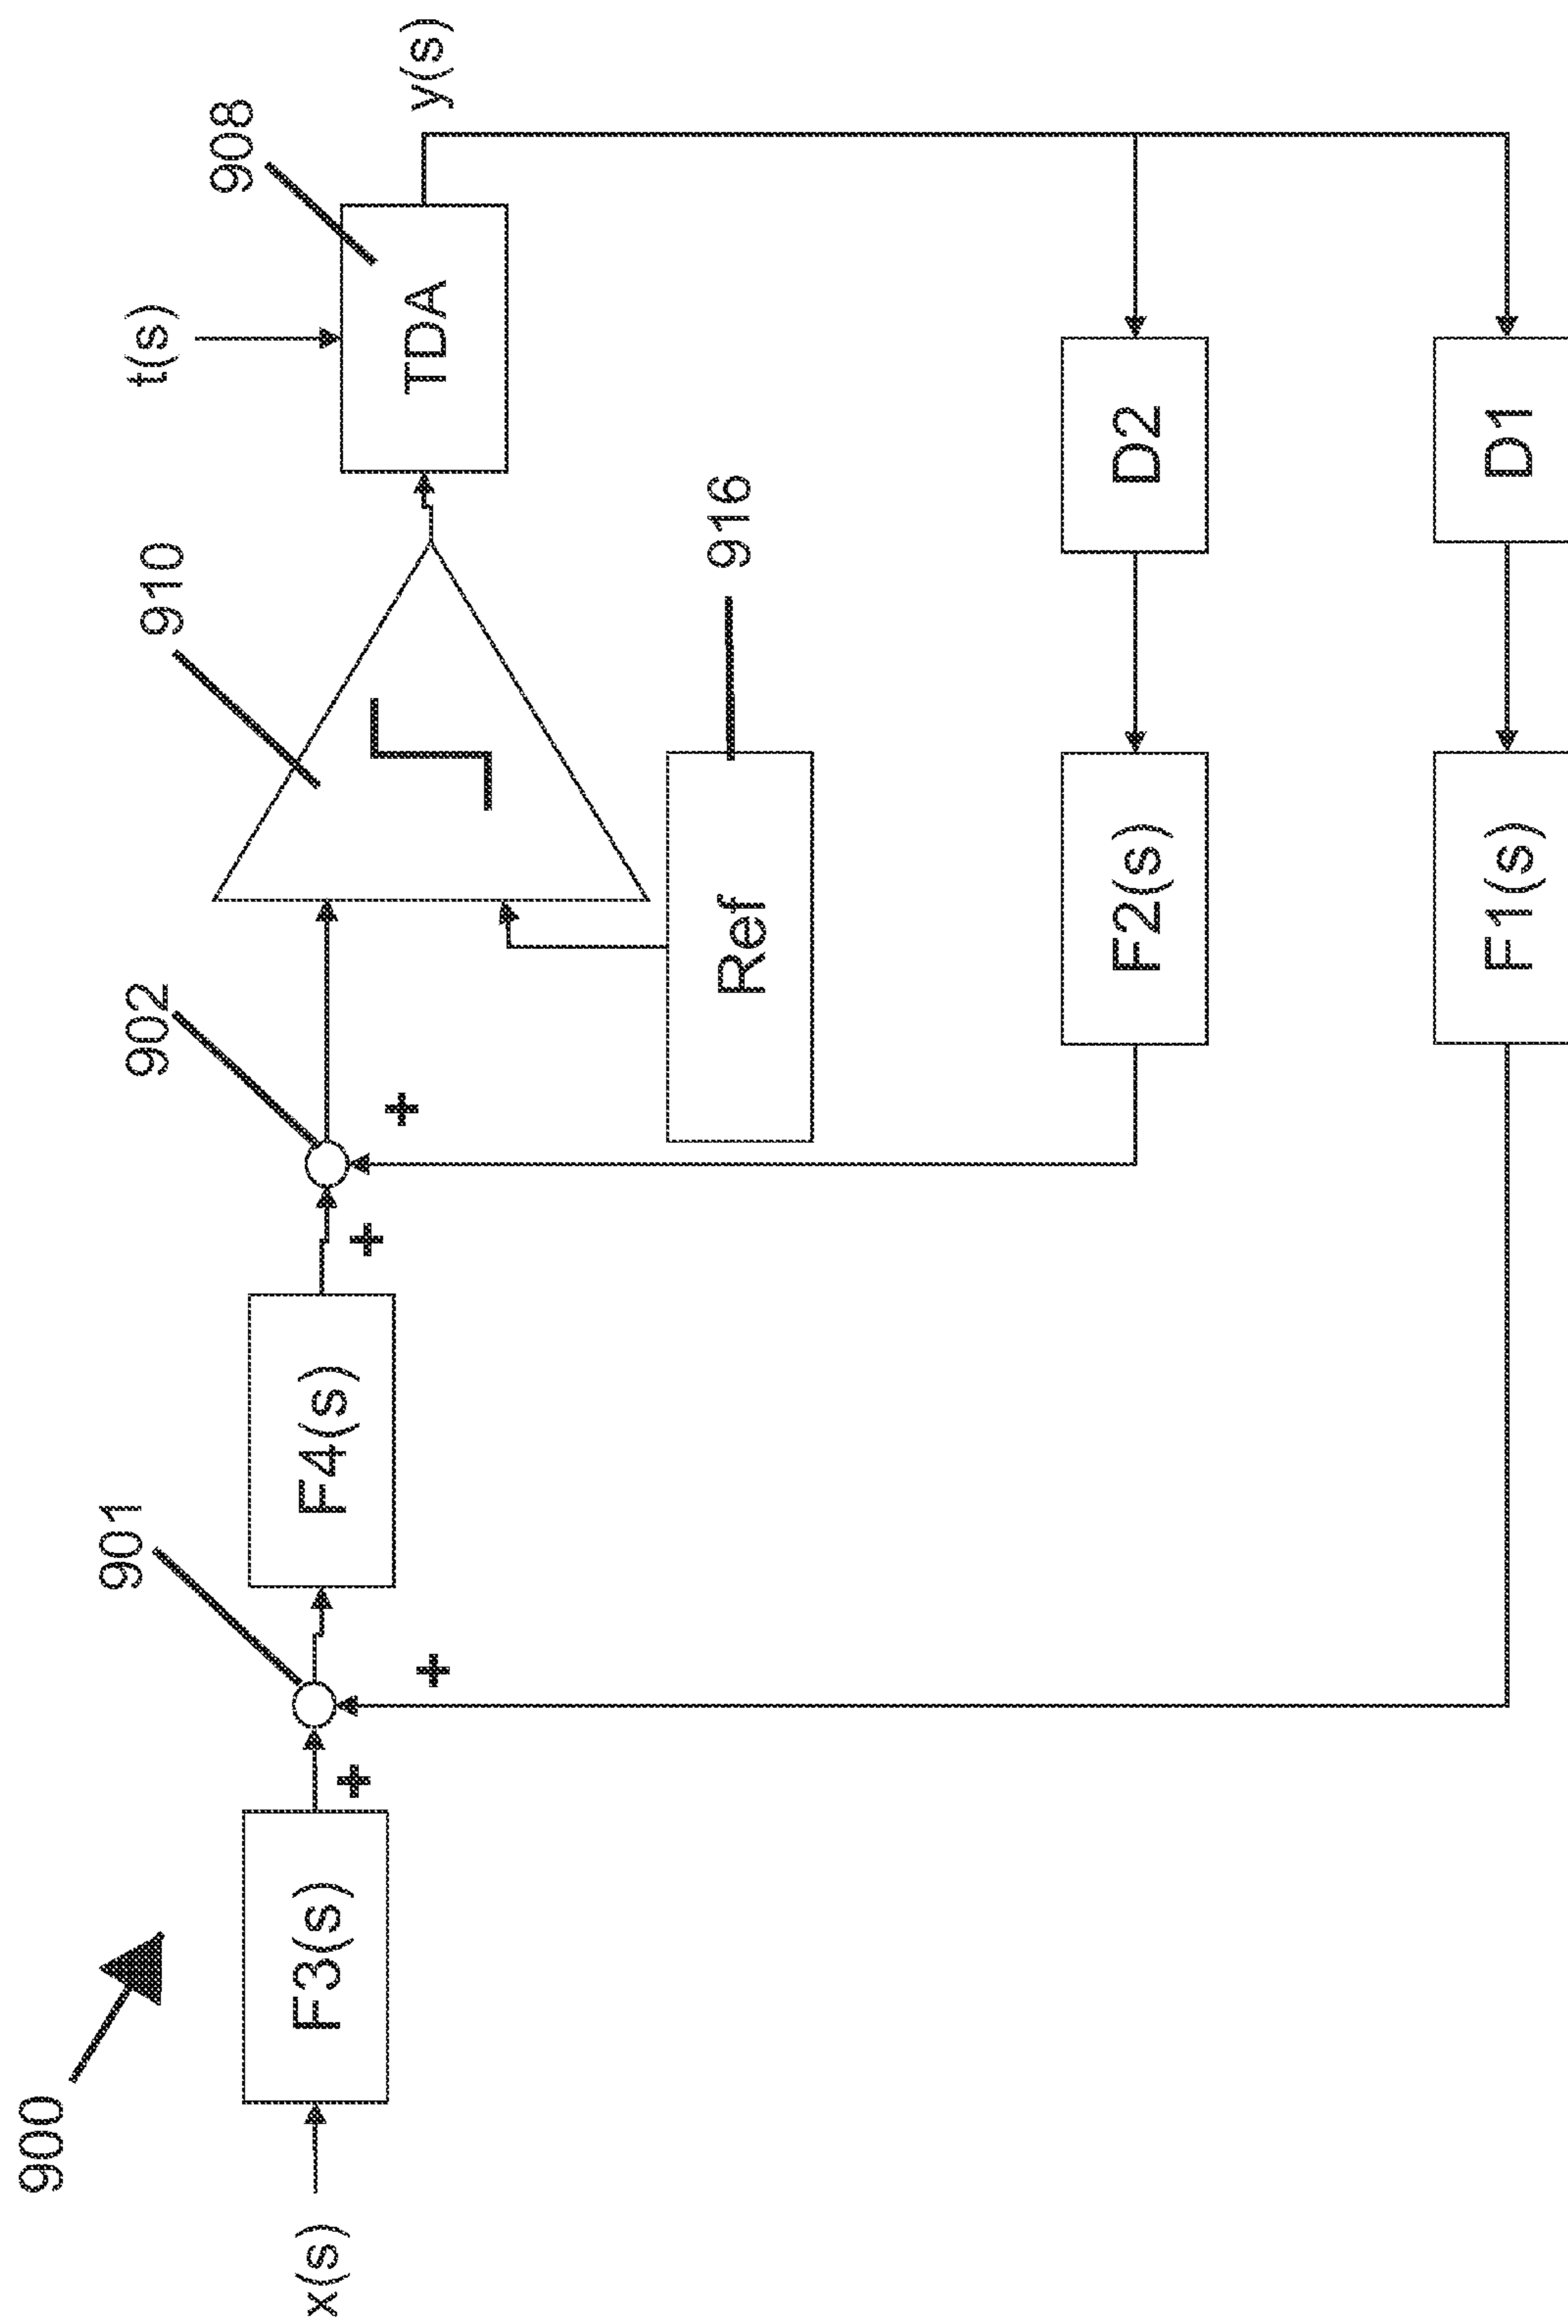 900
x(s)
F3(s)
+
901
+
F4(s)
+
902
+
910
Ref
916
t(s)
TDA
908
y(s)
F2(s)
D2
F1(s)
D1